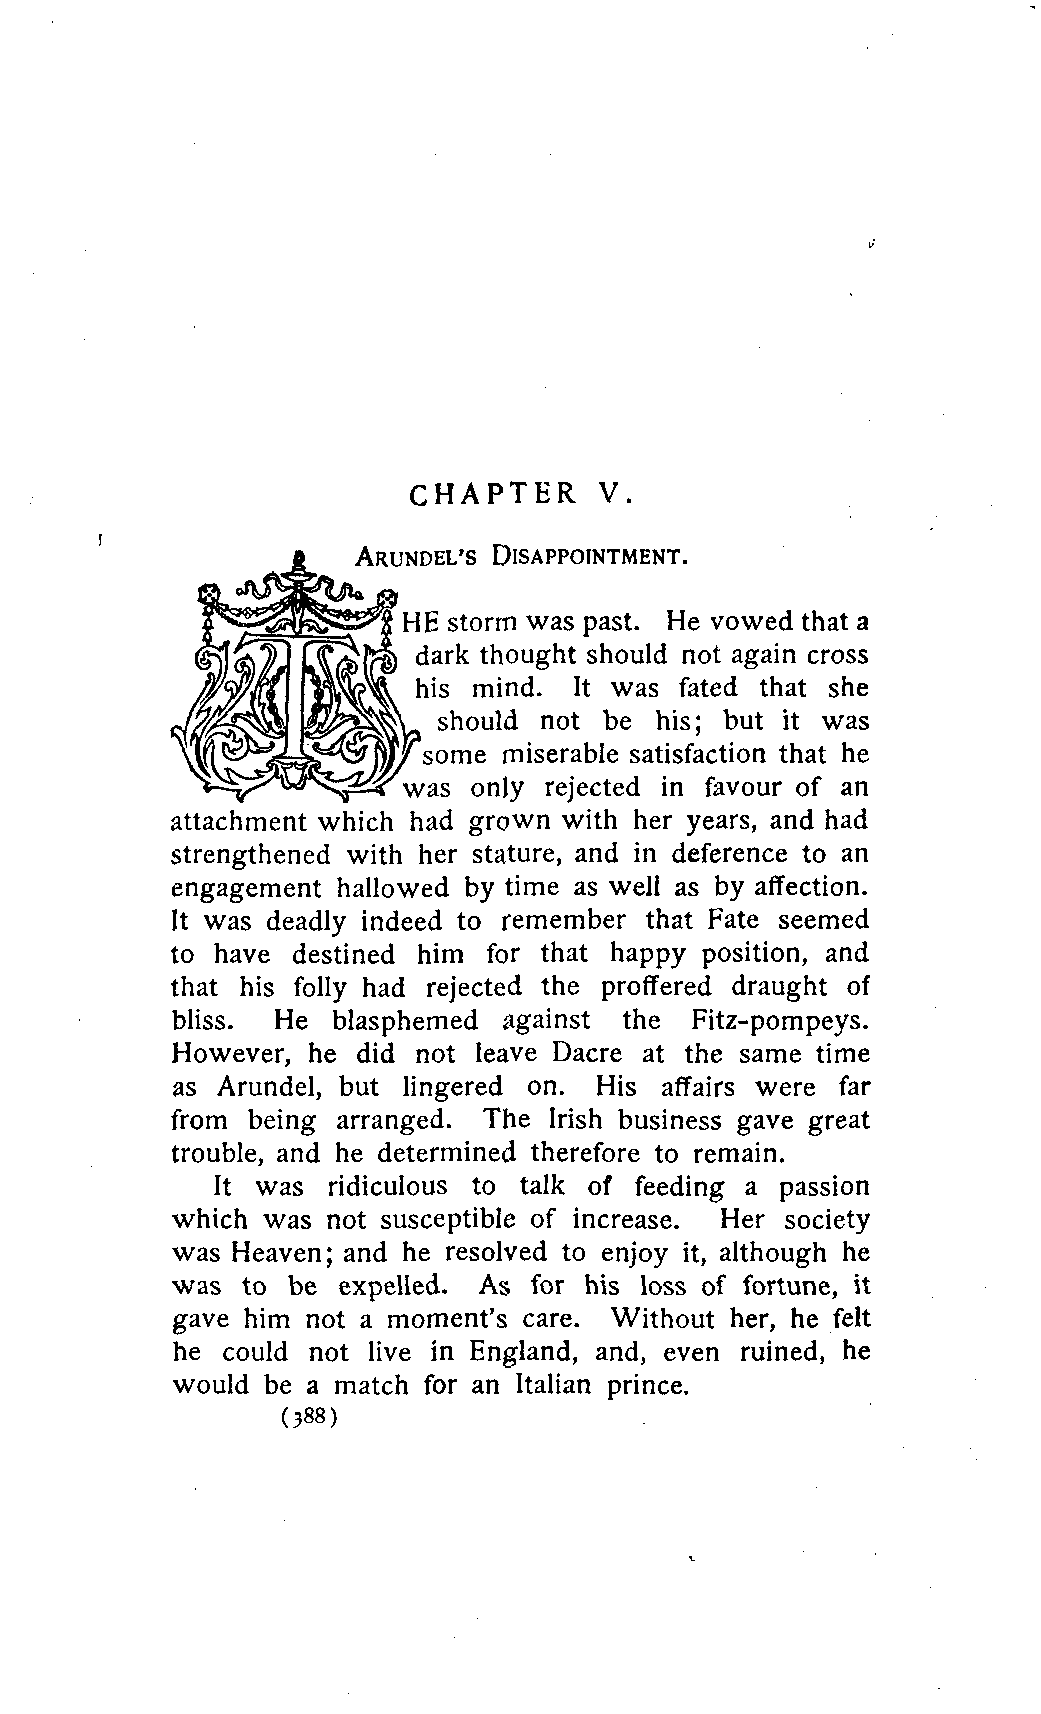 CHAPTER V.
ARUNDEL'S DISAPPOINTMENT.
THE storm was past. He vowed that a
dark thought should not again cross
his mind. It was fated that she
should not be his; but it was
some miserable satisfaction that he
was only rejected in favour of an
attachment which had grown with her years, and had
strengthened with her stature, and in deference to an
engagement hallowed by time as well as by affection.
It was deadly indeed to remember that Fate seemed
to have destined him for that happy position, and
that his folly had rejected the proffered draught of
bliss. He blasphemed against the Fitz-pompeys.
However, he did not leave Dacre at the same time
as Arundel, but lingered on. His affairs were far
from being arranged. The Irish business gave great
trouble, and he determined therefore to remain.
It was ridiculous to talk of feeding a passion
which was not susceptible of increase. Her society
was Heaven; and he resolved to enjoy it, although he
was to be expelled. As for his loss of fortune, it
gave him not a moment's care. Without her, he felt
he could not live in England, and, even ruined, he
would be a match for an Italian prince.
(388)